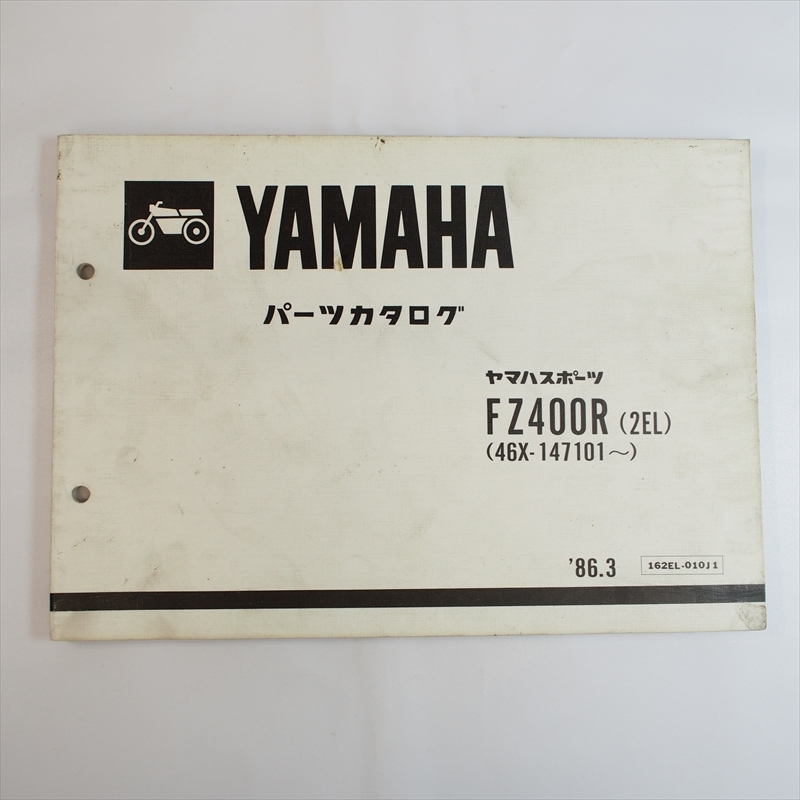 YAMAHA
パーツカタログ
ヤマハスポーツ
FZ400R (2EL)
(46X-147101～)
'86.3
162EL-010J1